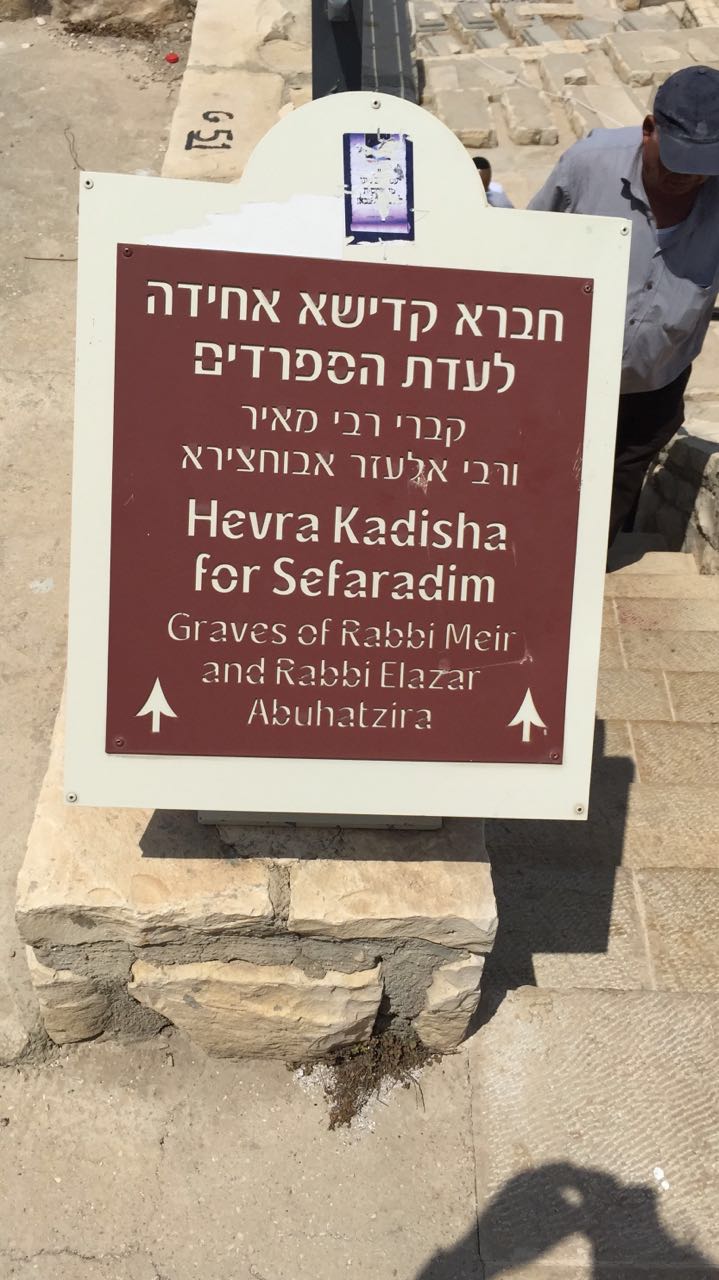 G 51
חברא קדישא אחידה
לעדת הספרדים
קברי רבי מאיר
ורבי אלעזר אבוחצירא
Hevra Kadisha
for Sefaradim
Graves of Rabbi Meir
and Rabbi Elazar
Abuhatzira